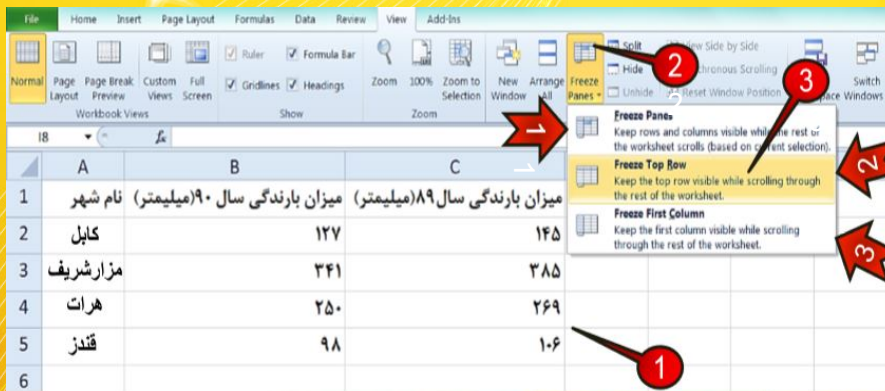 File Home Insert Page Layout Formulas Data Review View Add-Ins
Normal Page Layout Page Break Preview Custom Views Full Screen
Workbook Views
Ruler Formula Bar
Gridlines Headings
Show
Zoom 100% Zoom to Selection
Zoom
New Window Arrange All Freeze Panes
Split
Hide
Unhide
View Side by Side
Synchronous Scrolling
Reset Window Position
Switch Windows
2
3
I8 fx
Freeze Panes
Keep rows and columns visible while the rest of
the worksheet scrolls (based on current selection).
Freeze Top Row
Keep the top row visible while scrolling through
the rest of the worksheet.
Freeze First Column
Keep the first column visible while scrolling
through the rest of the worksheet.
1
2
3
A B C
1 نام شهر میزان بارندگی سال ۹۰(میلیمتر) میزان بارندگی سال۸۹(میلیمتر)
2 کابل ۱۲۷ ۱۴۵
3 مزارشریف ۳۴۱ ۳۸۵
4 هرات ۲۵۰ ۲۶۹
5 قندز ۹۸ ۱۰۶
6
1